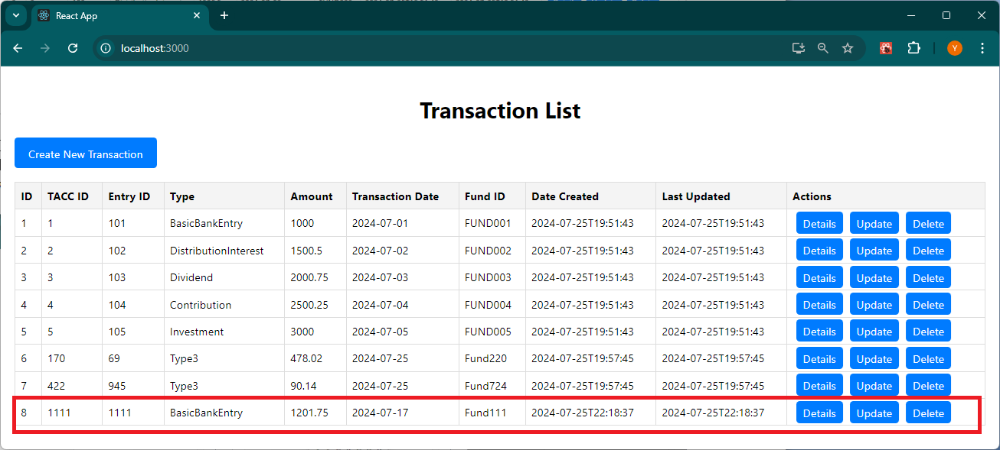 React App
localhost:3000
Y
Transaction List
Create New Transaction
ID TACC ID Entry ID Type Amount Transaction Date Fund ID Date Created Last Updated Actions
1 1 101 BasicBankEntry 1000 2024-07-01 FUND001 2024-07-25T19:51:43 2024-07-25T19:51:43 Details Update Delete
2 2 102 DistributionInterest 1500.5 2024-07-02 FUND002 2024-07-25T19:51:43 2024-07-25T19:51:43 Details Update Delete
3 3 103 Dividend 2000.75 2024-07-03 FUND003 2024-07-25T19:51:43 2024-07-25T19:51:43 Details Update Delete
4 4 104 Contribution 2500.25 2024-07-04 FUND004 2024-07-25T19:51:43 2024-07-25T19:51:43 Details Update Delete
5 5 105 Investment 3000 2024-07-05 FUND005 2024-07-25T19:51:43 2024-07-25T19:51:43 Details Update Delete
6 170 69 Type3 478.02 2024-07-25 Fund220 2024-07-25T19:57:45 2024-07-25T19:57:45 Details Update Delete
7 422 945 Type3 90.14 2024-07-25 Fund724 2024-07-25T19:57:45 2024-07-25T19:57:45 Details Update Delete
8 1111 1111 BasicBankEntry 1201.75 2024-07-17 Fund111 2024-07-25T22:18:37 2024-07-25T22:18:37 Details Update Delete